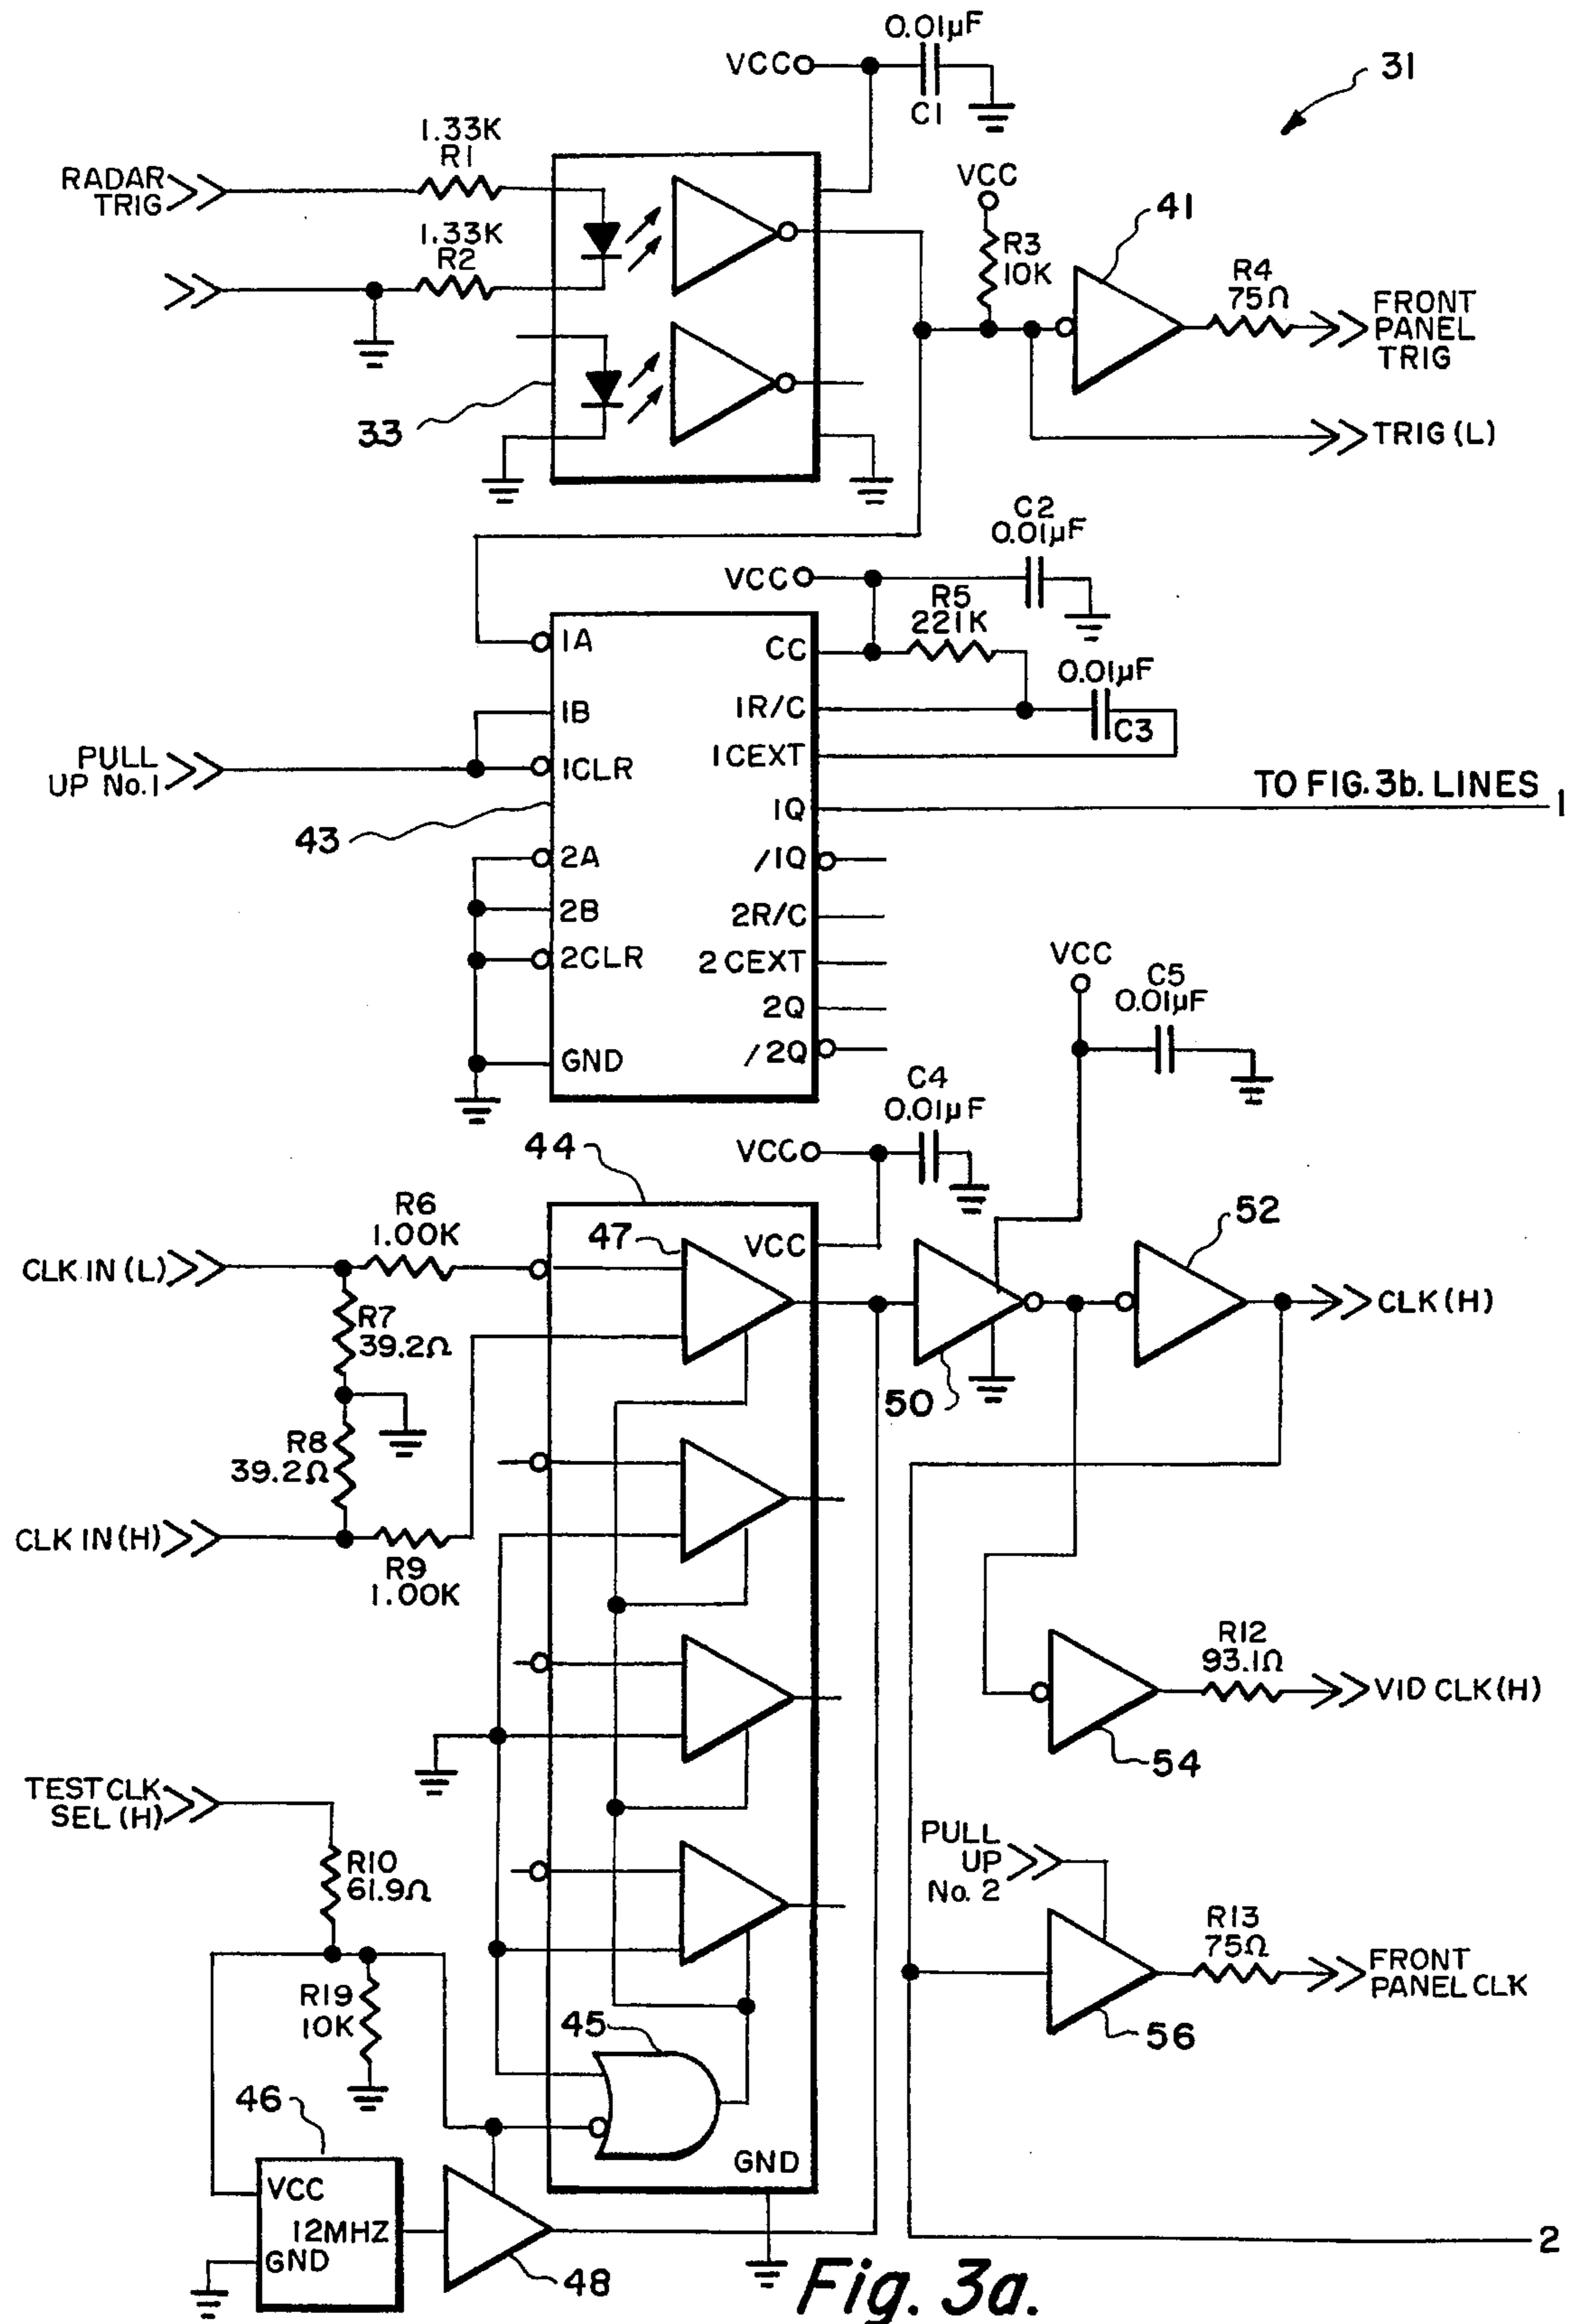 0.01µF
VCC
C1
31
1.33K
R1
RADAR
TRIG
1.33K
R2
VCC
R3
10K
41
R4
75Ω
FRONT
PANEL
TRIG
33
TRIG (L)
C2
0.01µF
VCC
R5
221K
1A
CC
0.01µF
1B
1R/C
C3
PULL
UP No.1
1CLR
1CEXT
TO FIG. 3b. LINES
1Q
1
43
2A
/1Q
2B
2R/C
2CLR
2CEXT
VCC
C5
0.01µF
2Q
GND
/2Q
C4
0.01µF
44
VCC
R6
1.00K
47
VCC
52
CLK IN (L)
CLK (H)
R7
39.2Ω
50
R8
39.2Ω
CLK IN (H)
R9
1.00K
R12
93.1Ω
VID CLK (H)
54
TEST CLK
SEL (H)
PULL
UP
No. 2
R10
61.9Ω
R13
75Ω
FRONT
PANEL CLK
R19
10K
45
56
46
GND
VCC
12MHZ
GND
48
2
Fig. 3a.